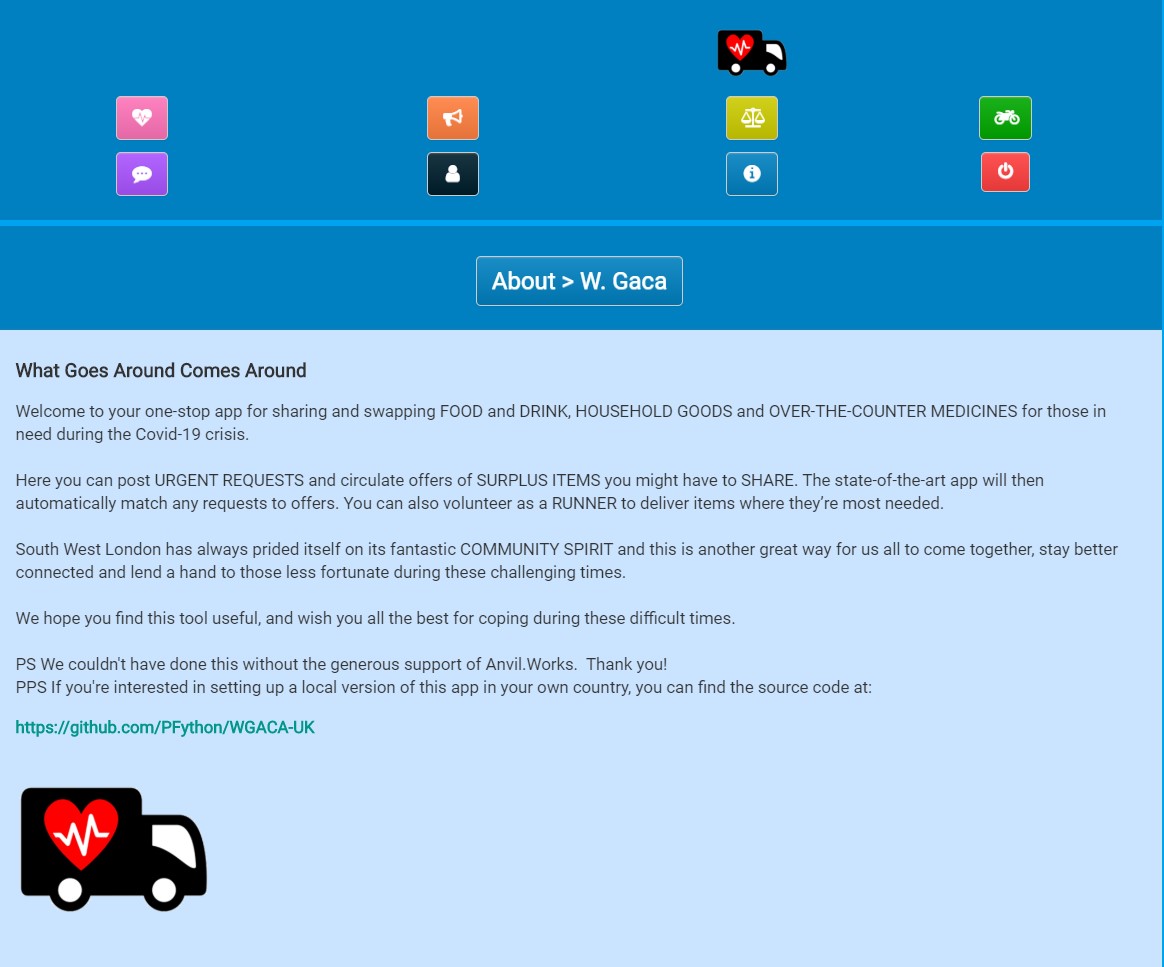 About > W. Gaca
What Goes Around Comes Around
Welcome to your one-stop app for sharing and swapping FOOD and DRINK, HOUSEHOLD GOODS and OVER-THE-COUNTER MEDICINES for those in
need during the Covid-19 crisis.
Here you can post URGENT REQUESTS and circulate offers of SURPLUS ITEMS you might have to SHARE. The state-of-the-art app will then
automatically match any requests to offers. You can also volunteer as a RUNNER to deliver items where they’re most needed.
South West London has always prided itself on its fantastic COMMUNITY SPIRIT and this is another great way for us all to come together, stay better
connected and lend a hand to those less fortunate during these challenging times.
We hope you find this tool useful, and wish you all the best for coping during these difficult times.
PS We couldn't have done this without the generous support of Anvil.Works.  Thank you!
PPS If you're interested in setting up a local version of this app in your own country, you can find the source code at:
https://github.com/PFython/WGACA-UK